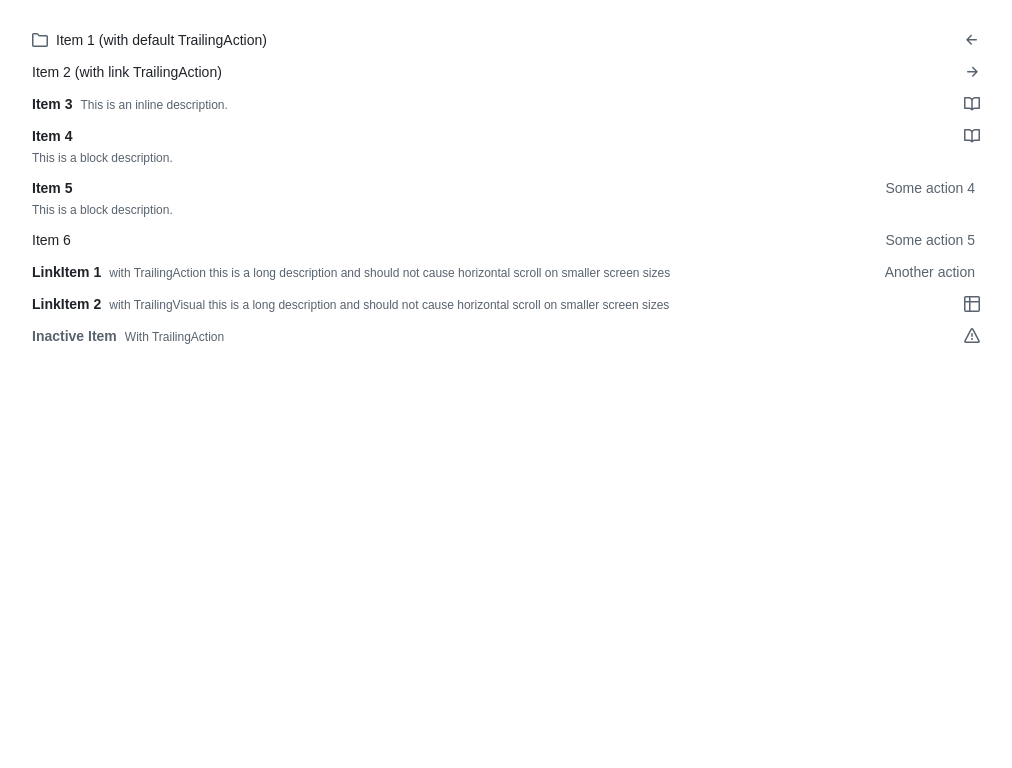 Item 1 (with default TrailingAction)
Item 2 (with link TrailingAction)
Item 3 This is an inline description.
Item 4
This is a block description.
Item 5 Some action 4
This is a block description.
Item 6 Some action 5
LinkItem 1 with TrailingAction this is a long description and should not cause horizontal scroll on smaller screen sizes Another action
LinkItem 2 with TrailingVisual this is a long description and should not cause horizontal scroll on smaller screen sizes
Inactive Item With TrailingAction